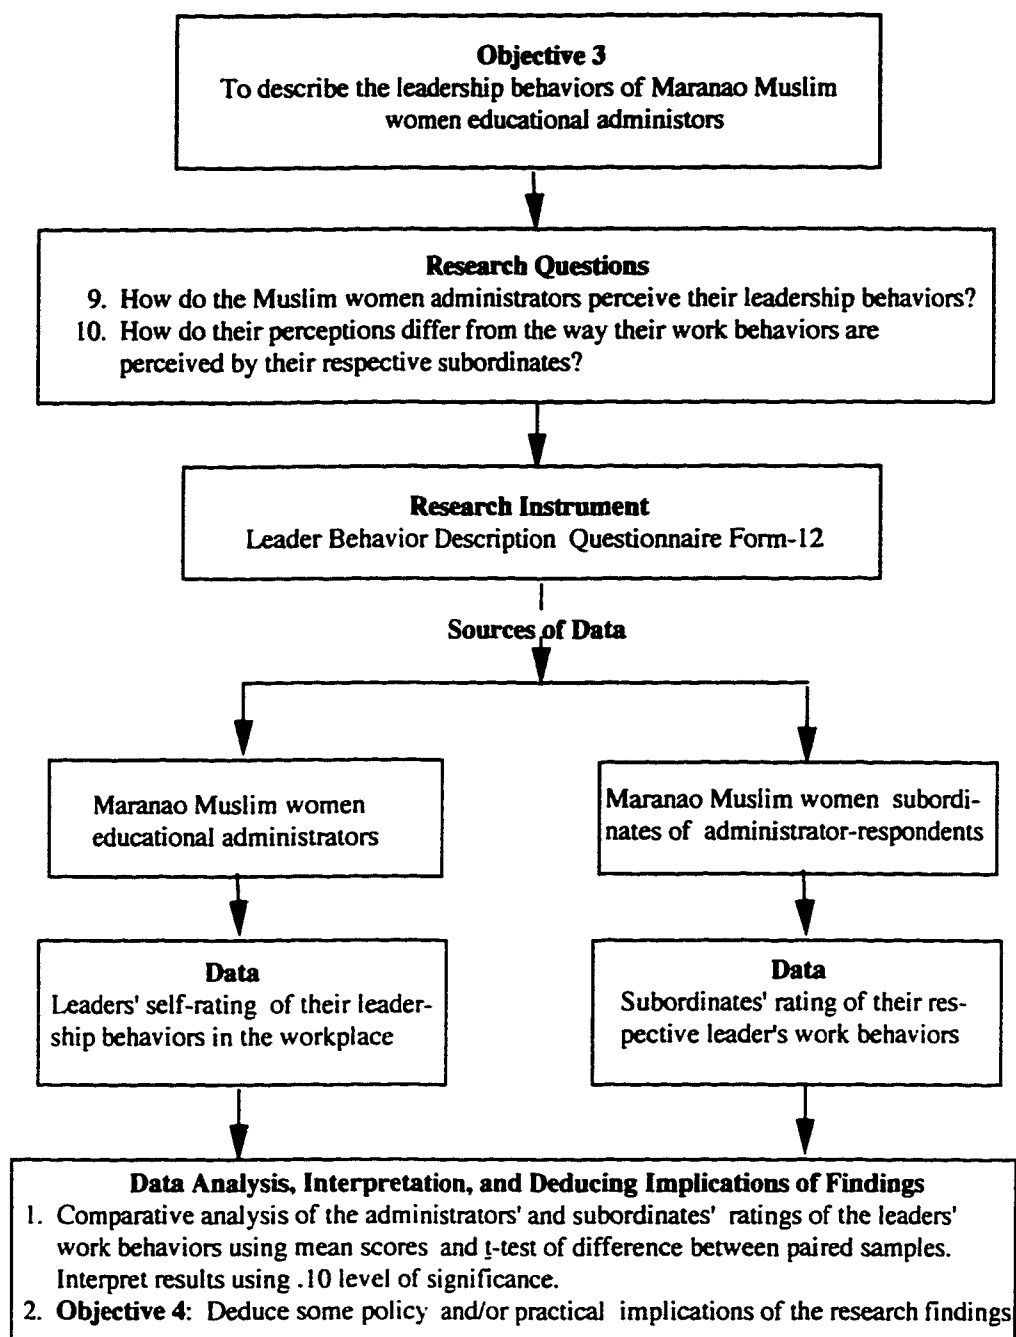 Objective 3
To describe the leadership behaviors of Maranao Muslim
women educational administors
Research Questions
9. How do the Muslim women administrators perceive their leadership behaviors?
10. How do their perceptions differ from the way their work behaviors are
perceived by their respective subordinates?
Research Instrument
Leader Behavior Description Questionnaire Form-12
Sources of Data
Maranao Muslim women
educational administrators
Maranao Muslim women subordi-
nates of administrator-respondents
Data
Leaders' self-rating of their leader-
ship behaviors in the workplace
Data
Subordinates' rating of their res-
pective leader's work behaviors
Data Analysis, Interpretation, and Deducing Implications of Findings
1. Comparative analysis of the administrators' and subordinates' ratings of the leaders'
work behaviors using mean scores and t-test of difference between paired samples.
Interpret results using .10 level of significance.
2. Objective 4: Deduce some policy and/or practical implications of the research findings